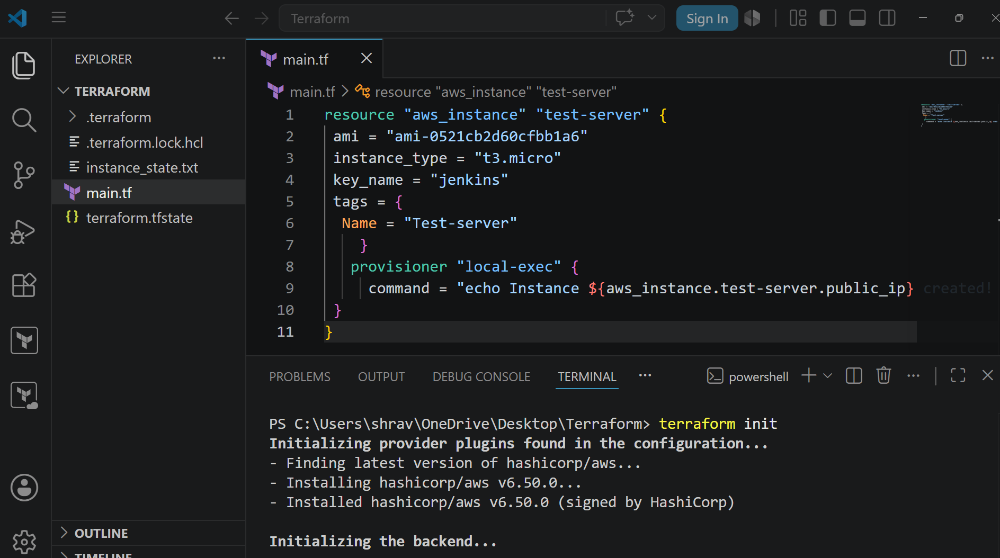 Terraform
Sign In
EXPLORER
TERRAFORM
.terraform
.terraform.lock.hcl
instance_state.txt
main.tf
terraform.tfstate
OUTLINE
TIMELINE
main.tf
main.tf > resource "aws_instance" "test-server"
1 resource "aws_instance" "test-server" {
2 ami = "ami-0521cb2d60cfbb1a6"
3 instance_type = "t3.micro"
4 key_name = "jenkins"
5 tags = {
6 Name = "Test-server"
7 }
8 provisioner "local-exec" {
9 command = "echo Instance ${aws_instance.test-server.public_ip} created!
10 }
11 }
PROBLEMS OUTPUT DEBUG CONSOLE TERMINAL powershell
PS C:\Users\shrav\OneDrive\Desktop\Terraform> terraform init
Initializing provider plugins found in the configuration...
- Finding latest version of hashicorp/aws...
- Installing hashicorp/aws v6.50.0...
- Installed hashicorp/aws v6.50.0 (signed by HashiCorp)
Initializing the backend...